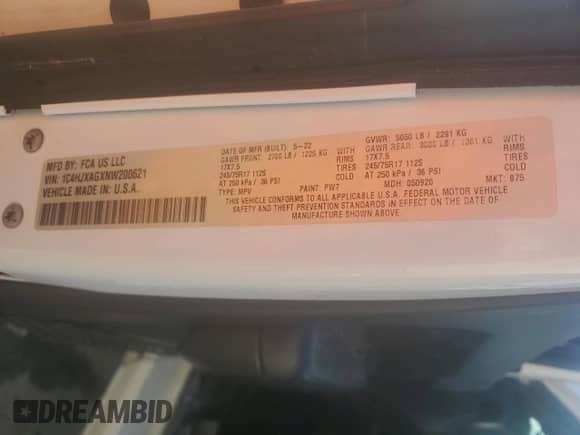 MFD BY: FCA US LLC
VIN: 1C4HJXAGXNW200621
VEHICLE MADE IN U.S.A.
DATE OF MFR (BUILT) 5-22
GAWR FRONT: 2700 LB / 1225 KG WITH
17X7.5 RIMS
245/75R17 112S TIRES
AT 250 kPa / 36 PSI COLD
TYPE: MPV PAINT: PW7
GVWR: 5050 LB / 2291 KG
GAWR REAR: 3000 LB / 1361 KG WITH
17X7.5 RIMS
245/75R17 112S TIRES
AT 250 kPa / 36 PSI COLD
MDH: 050920 MKT: 875
THIS VEHICLE CONFORMS TO ALL APPLICABLE U.S.A. FEDERAL MOTOR VEHICLE
SAFETY AND THEFT PREVENTION STANDARDS IN EFFECT ON THE DATE OF
MANUFACTURE SHOWN ABOVE.
DREAMBID